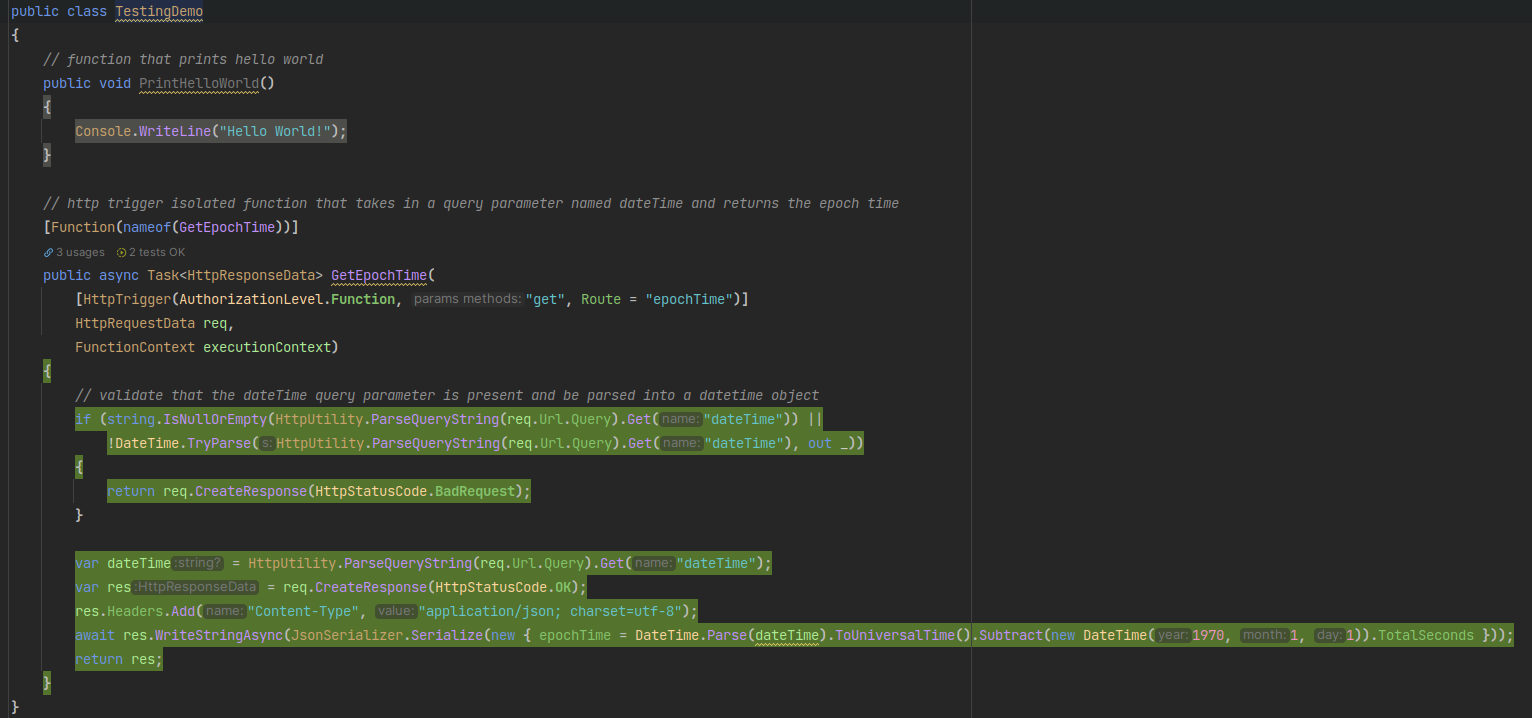 public class TestingDemo
{
    // function that prints hello world
    public void PrintHelloWorld()
    {
        Console.WriteLine("Hello World!");
    }

    // http trigger isolated function that takes in a query parameter named dateTime and returns the epoch time
    [Function(nameof(GetEpochTime))]
    3 usages 2 tests OK
    public async Task<HttpResponseData> GetEpochTime(
        [HttpTrigger(AuthorizationLevel.Function, params methods: "get", Route = "epochTime")]
        HttpRequestData req,
        FunctionContext executionContext)
    {
        // validate that the dateTime query parameter is present and be parsed into a datetime object
        if (string.IsNullOrEmpty(HttpUtility.ParseQueryString(req.Url.Query).Get( name: "dateTime")) ||
            !DateTime.TryParse( s: HttpUtility.ParseQueryString(req.Url.Query).Get( name: "dateTime"), out _))
        {
            return req.CreateResponse(HttpStatusCode.BadRequest);
        }

        var dateTime :string? = HttpUtility.ParseQueryString(req.Url.Query).Get( name: "dateTime");
        var res :HttpResponseData = req.CreateResponse(HttpStatusCode.OK);
        res.Headers.Add( name: "Content-Type", value: "application/json; charset=utf-8");
        await res.WriteStringAsync(JsonSerializer.Serialize(new { epochTime = DateTime.Parse(dateTime).ToUniversalTime().Subtract(new DateTime( year: 1970, month: 1, day: 1)).TotalSeconds }));
        return res;
    }
}